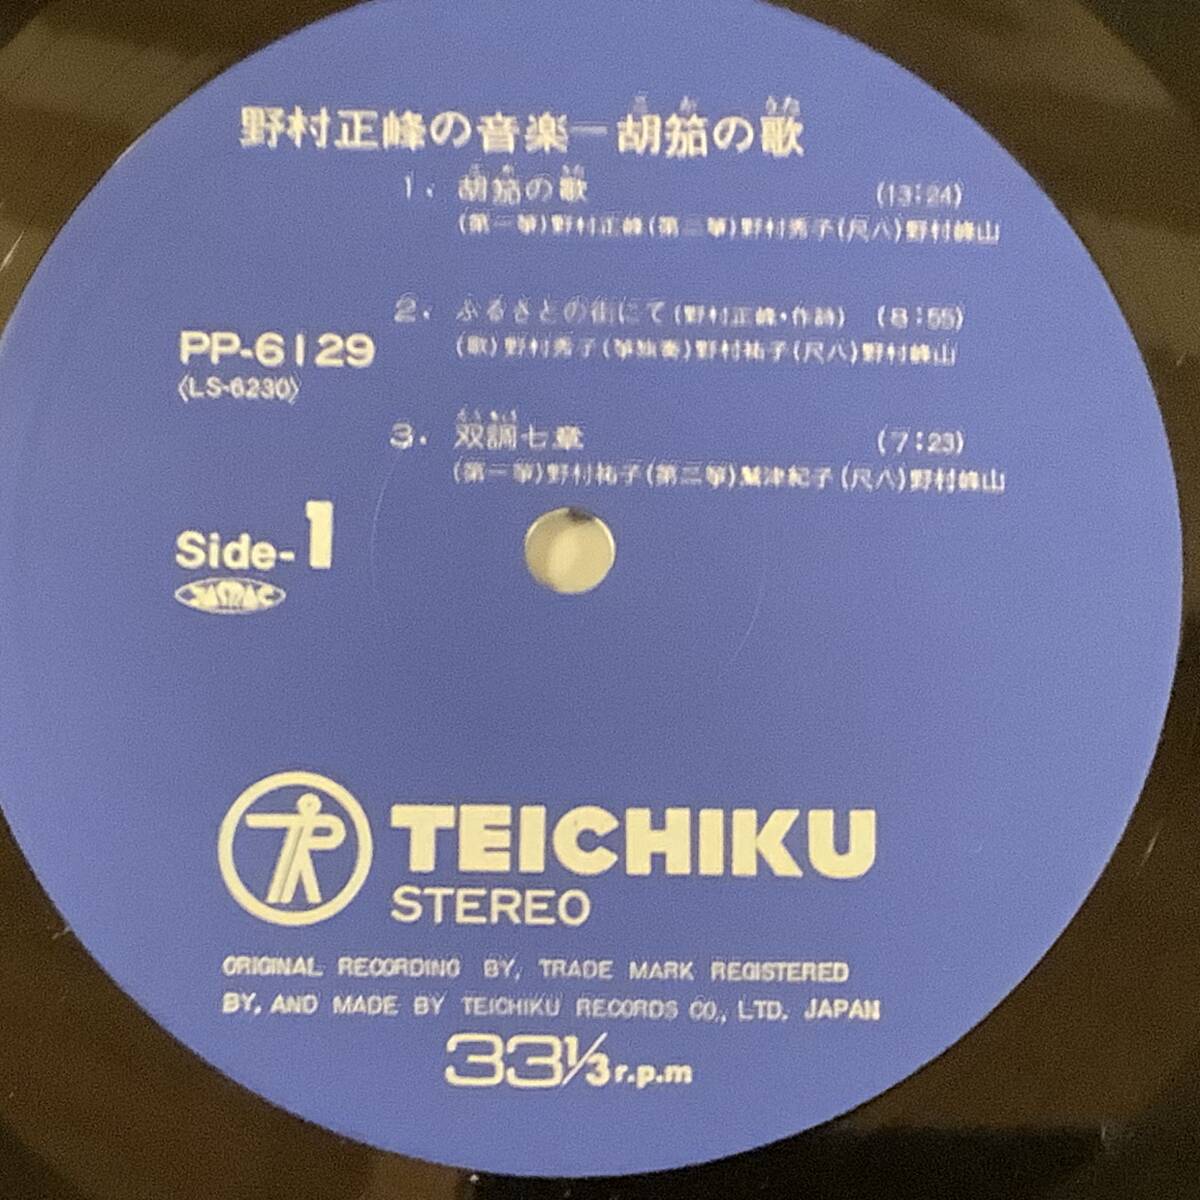 野村正峰の音楽―胡笳の歌
1. 胡笳の歌 (13:24)
(第一箏)野村正峰(第二箏)野村秀子(尺八)野村峰山
2. ふるさとの街にて(野村正峰・作詩) (8:55)
(歌)野村秀子(箏独奏)野村祐子(尺八)野村峰山
PP-6129
〈LS-6230〉
3. 双調七章 (7:23)
(第一箏)野村祐子(第二箏)鷲津紀子(尺八)野村峰山
Side-1
TEICHIKU
STEREO
ORIGINAL RECORDING BY, TRADE MARK REGISTERED
BY, AND MADE BY TEICHIKU RECORDS CO., LTD. JAPAN
33 1/3 r.p.m